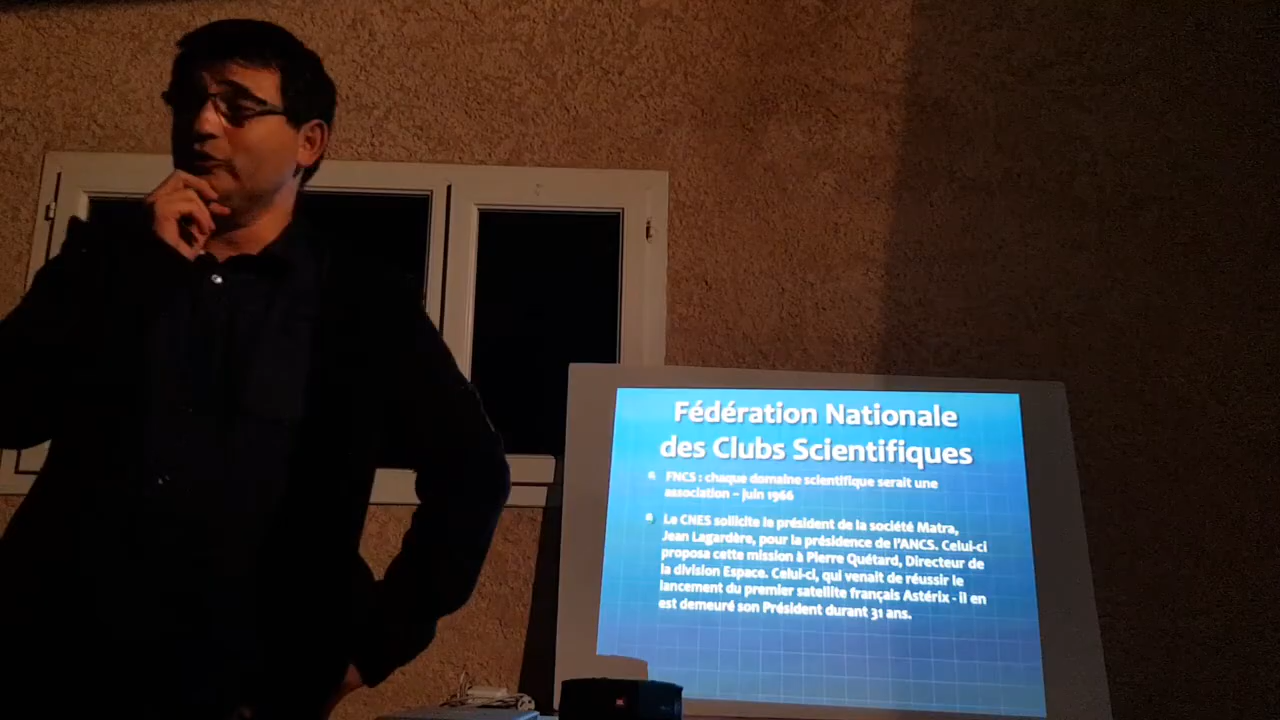 Fédération Nationale
des Clubs Scientifiques
FNCS : chaque domaine scientifique serait une
association – juin 1966
Le CNES sollicite le président de la société Matra,
Jean Lagardère, pour la présidence de l'ANCS. Celui-ci
proposa cette mission à Pierre Quétard, Directeur de
la division Espace. Celui-ci, qui venait de réussir le
lancement du premier satellite français Astérix - il en
est demeuré son Président durant 31 ans.